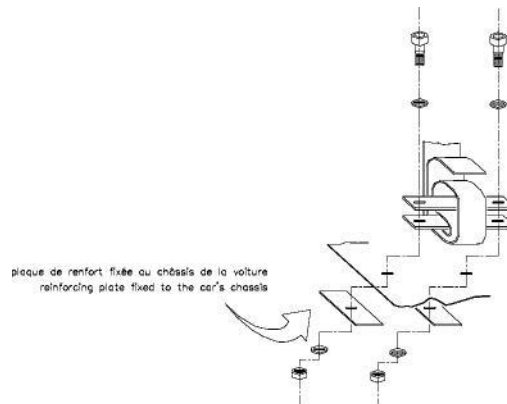 plaque de renfort fixée au châssis de la voiture
reinforcing plate fixed to the car's chassis